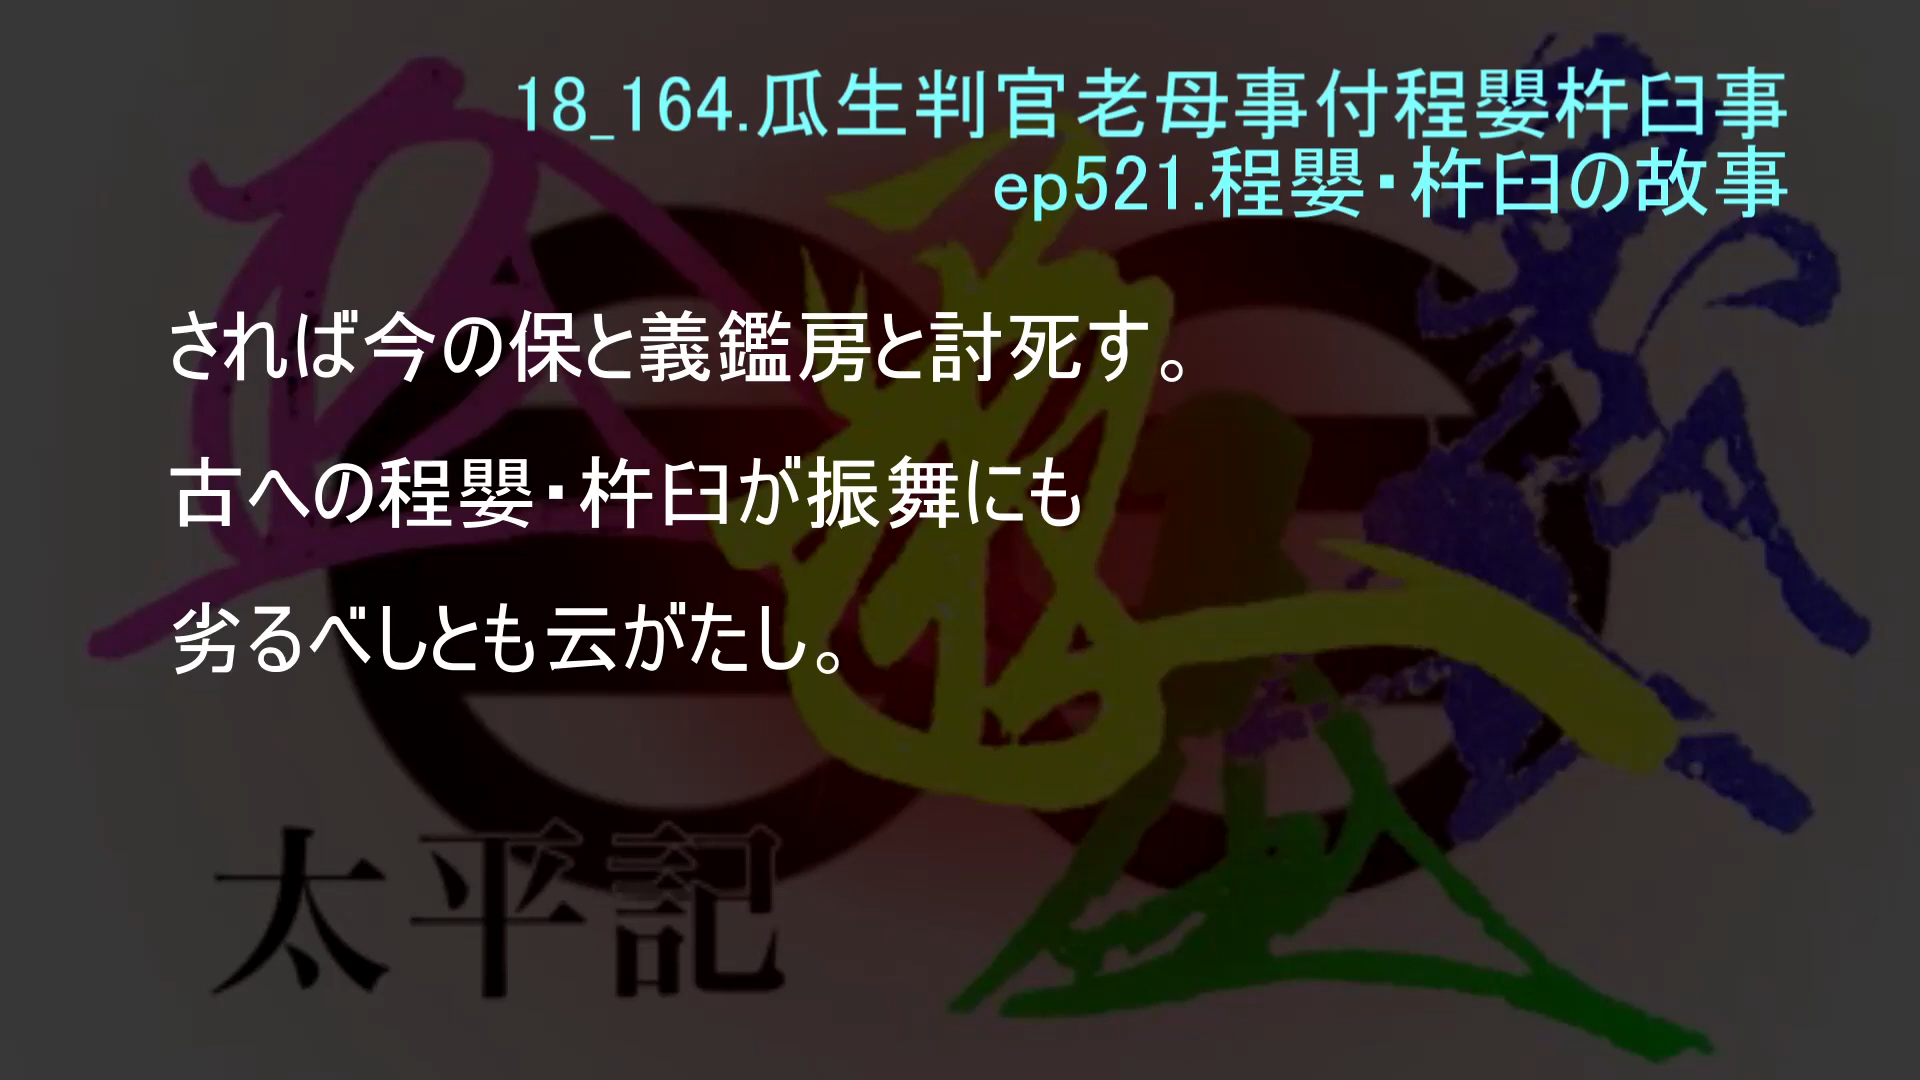 18_164.瓜生判官老母事付程嬰杵臼事
ep521.程嬰・杵臼の故事
されば今の保と義鑑房と討死す。
古への程嬰・杵臼が振舞にも
劣るべしとも云がたし。
太平記